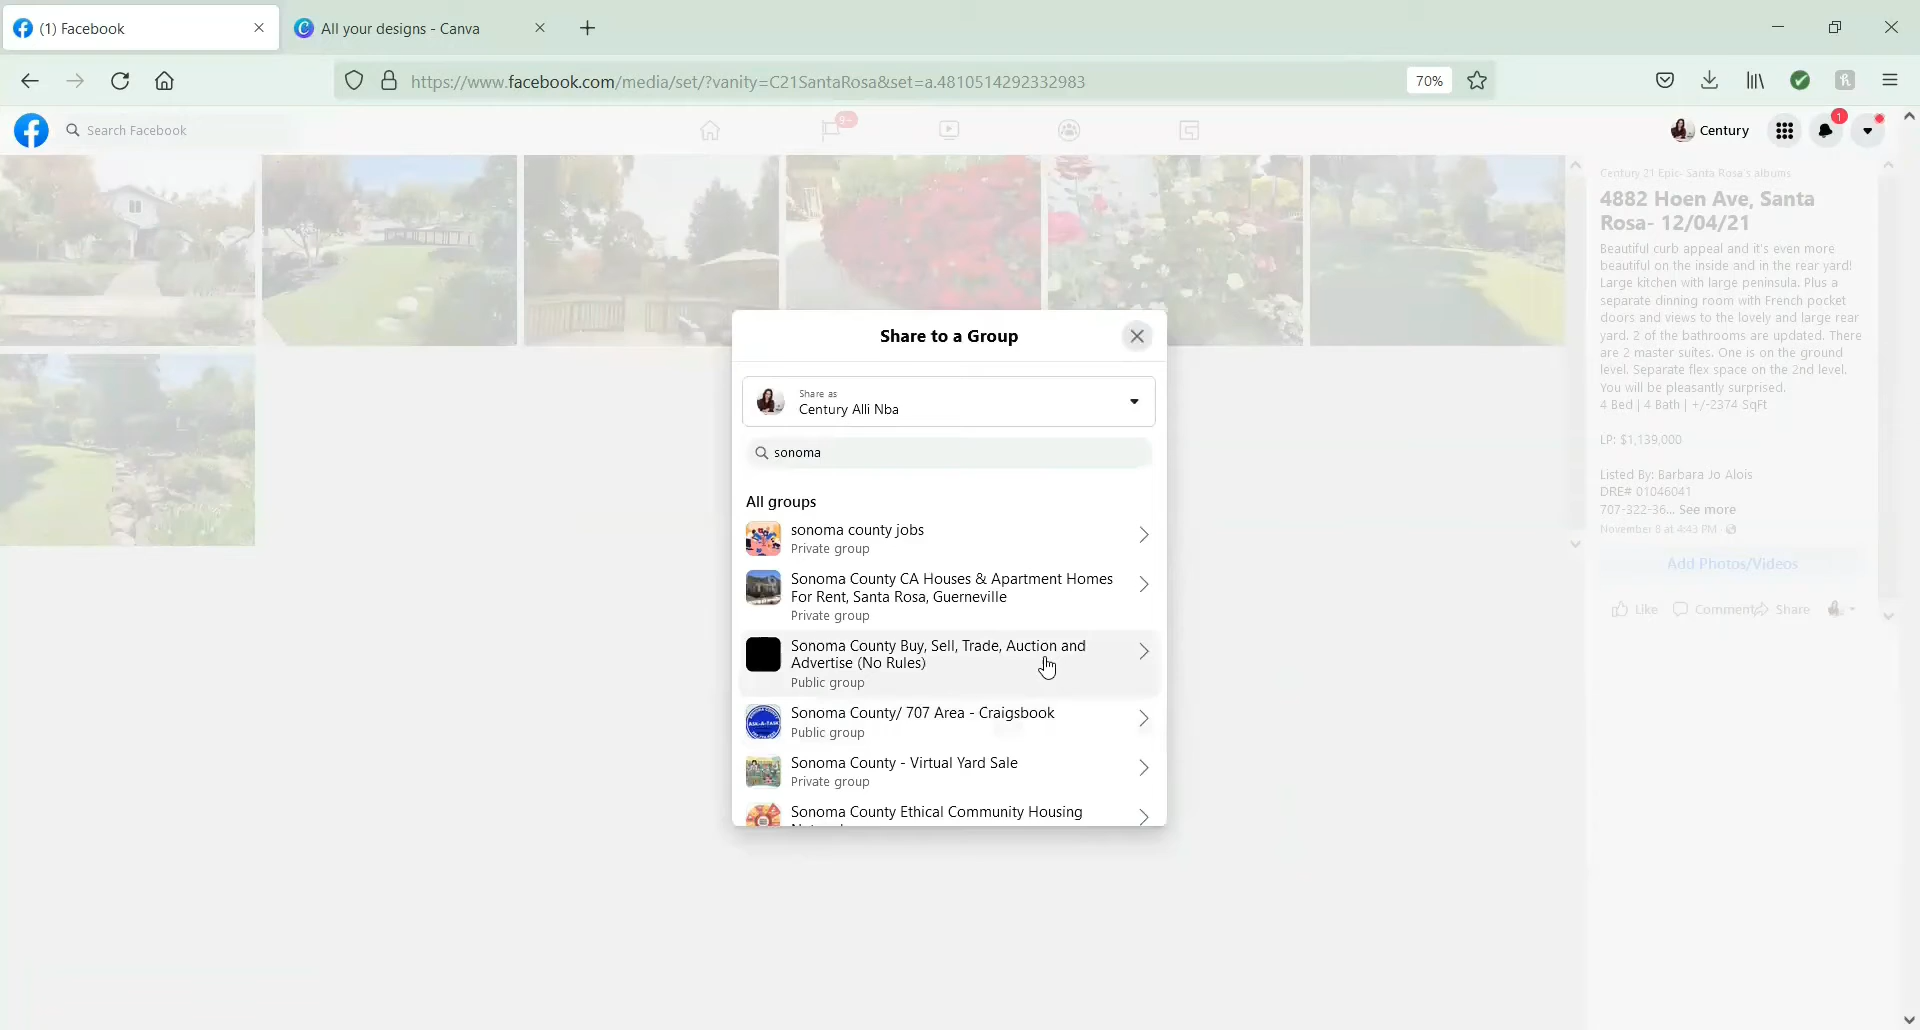 (1) Facebook
All your designs - Canva
https://www.facebook.com/media/set/?vanity=C21SantaRosa&set=a.4810514292332983
70%
Search Facebook
9+
Century
1
Century 21 Epic- Santa Rosa's albums
4882 Hoen Ave, Santa
Rosa- 12/04/21
Beautiful curb appeal and it's even more
beautiful on the inside and in the rear yard!
Large kitchen with large peninsula. Plus a
separate dinning room with French pocket
doors and views to the lovely and large rear
yard. 2 of the bathrooms are updated. There
are 2 master suites. One is on the ground
level. Separate flex space on the 2nd level.
You will be pleasantly surprised.
4 Bed | 4 Bath | +/-2374 SqFt
LP: $1,139,000
Listed By: Barbara Jo Alois
DRE# 01046041
707-322-36... See more
November 8 at 4:43 PM
Add Photos/Videos
Like Comment Share
Share to a Group
Share as
Century Alli Nba
sonoma
All groups
sonoma county jobs
Private group
Sonoma County CA Houses & Apartment Homes
For Rent, Santa Rosa, Guerneville
Private group
Sonoma County Buy, Sell, Trade, Auction and
Advertise (No Rules)
Public group
Sonoma County/ 707 Area - Craigsbook
Public group
Sonoma County - Virtual Yard Sale
Private group
Sonoma County Ethical Community Housing